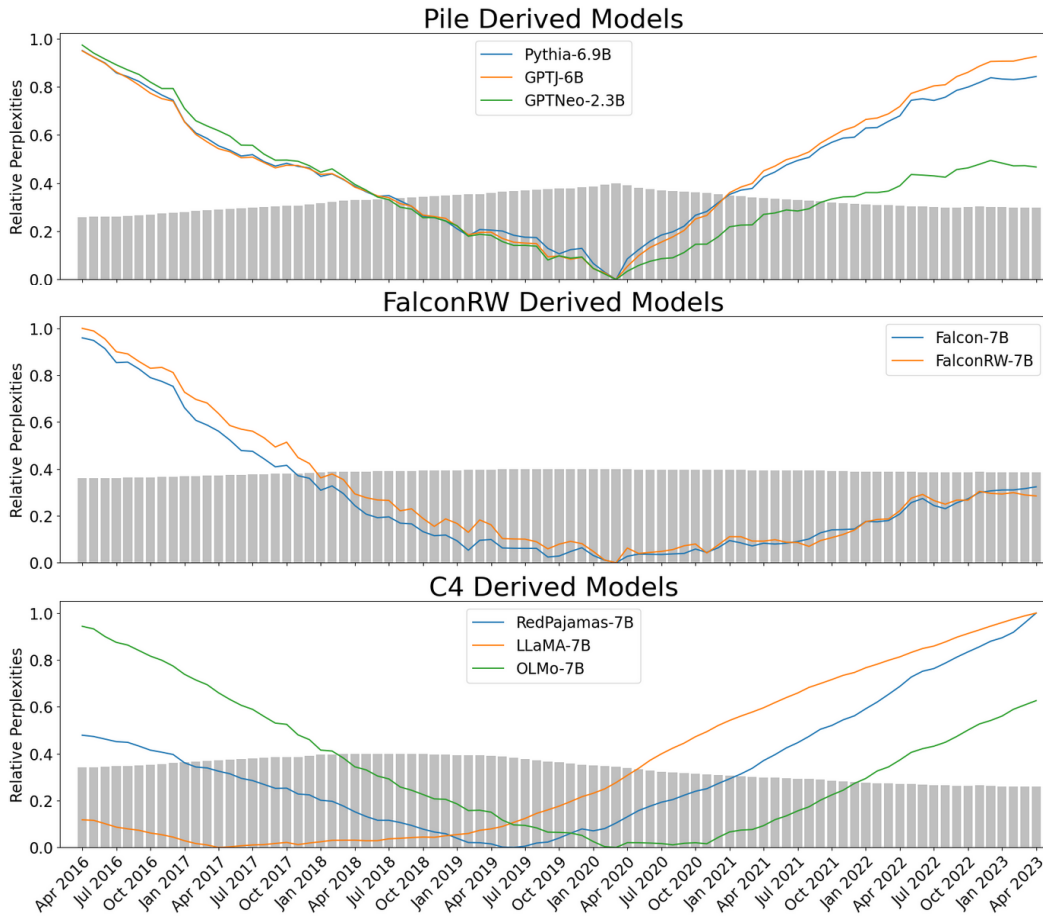 Pile Derived Models
Relative Perplexities
1.0
0.8
0.6
0.4
0.2
0.0
Pythia-6.9B
GPTJ-6B
GPTNeo-2.3B
FalconRW Derived Models
Relative Perplexities
1.0
0.8
0.6
0.4
0.2
0.0
Falcon-7B
FalconRW-7B
C4 Derived Models
Relative Perplexities
1.0
0.8
0.6
0.4
0.2
0.0
RedPajamas-7B
LLaMA-7B
OLMo-7B
Apr 2016
Jul 2016
Oct 2016
Jan 2017
Apr 2017
Jul 2017
Oct 2017
Jan 2018
Apr 2018
Jul 2018
Oct 2018
Jan 2019
Apr 2019
Jul 2019
Oct 2019
Jan 2020
Apr 2020
Jul 2020
Oct 2020
Jan 2021
Apr 2021
Jul 2021
Oct 2021
Jan 2022
Apr 2022
Jul 2022
Oct 2022
Jan 2023
Apr 2023